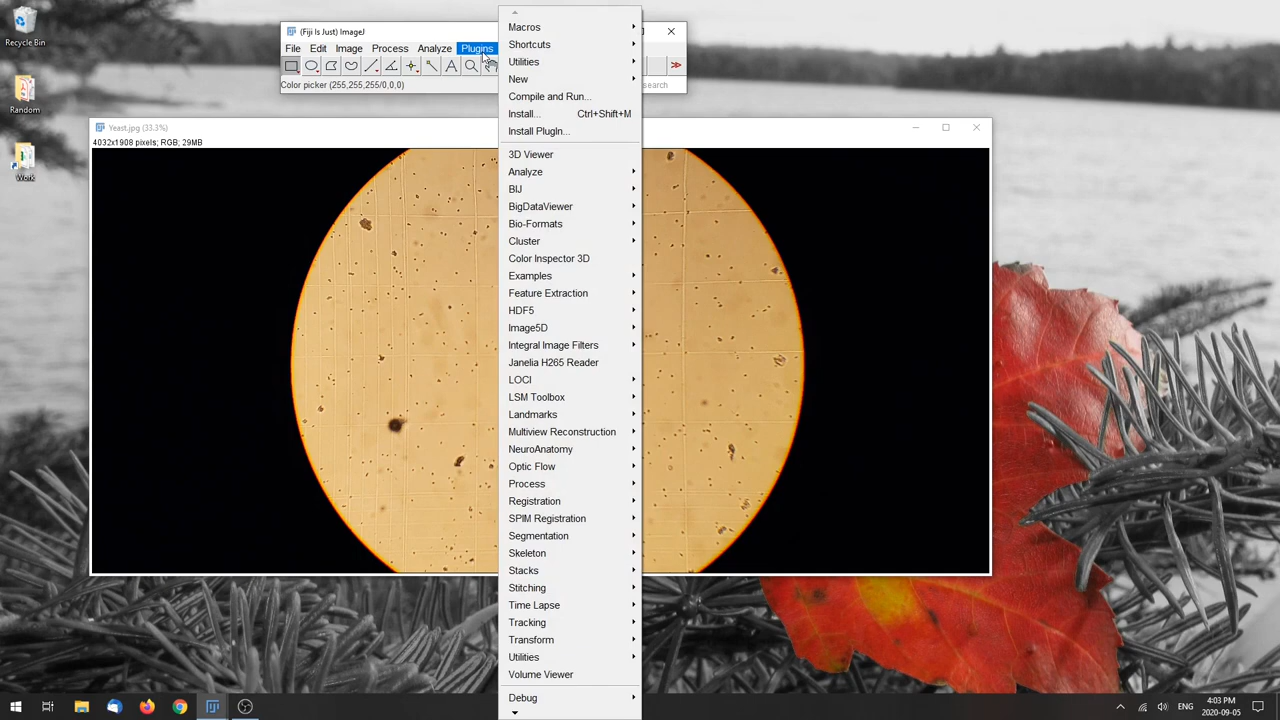 Recycle Bin
Random
Work
(Fiji Is Just) ImageJ
File Edit Image Process Analyze Plugins
Color picker (255,255,255/0,0,0)
search
Yeast.jpg (33.3%)
4032x1908 pixels; RGB; 29MB
Macros
Shortcuts
Utilities
New
Compile and Run...
Install... Ctrl+Shift+M
Install PlugIn...
3D Viewer
Analyze
BIJ
BigDataViewer
Bio-Formats
Cluster
Color Inspector 3D
Examples
Feature Extraction
HDF5
Image5D
Integral Image Filters
Janelia H265 Reader
LOCI
LSM Toolbox
Landmarks
Multiview Reconstruction
NeuroAnatomy
Optic Flow
Process
Registration
SPIM Registration
Segmentation
Skeleton
Stacks
Stitching
Time Lapse
Tracking
Transform
Utilities
Volume Viewer
Debug
ENG
4:03 PM
2020-09-05